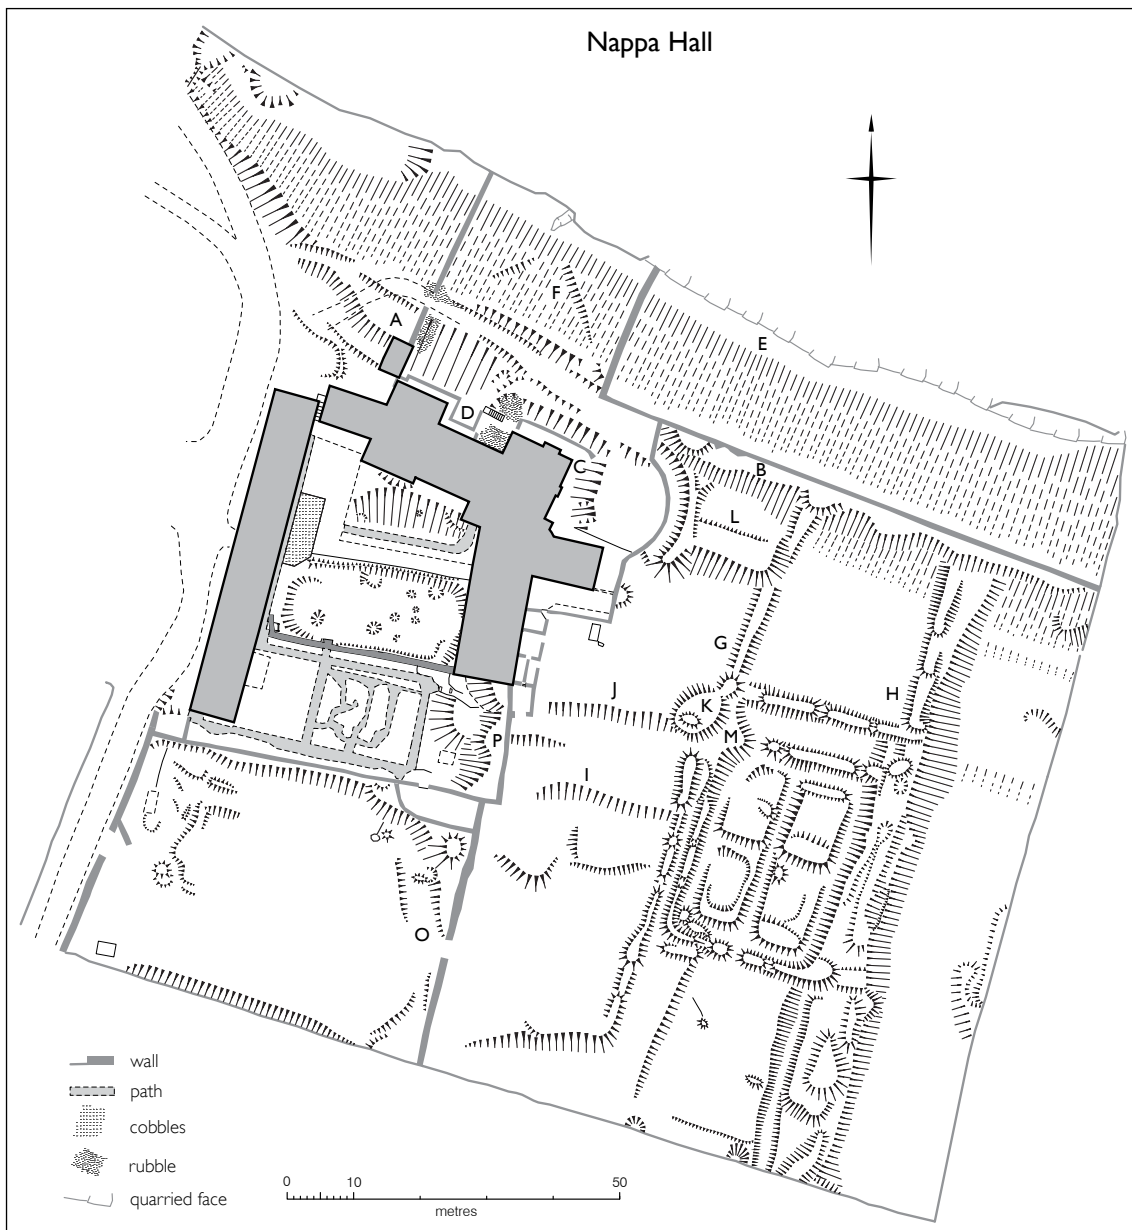 Nappa Hall
F
A
E
D
C
B
L
G
H
J
K
M
P
I
O
wall
path
cobbles
rubble
quarried face
0 10 50
metres